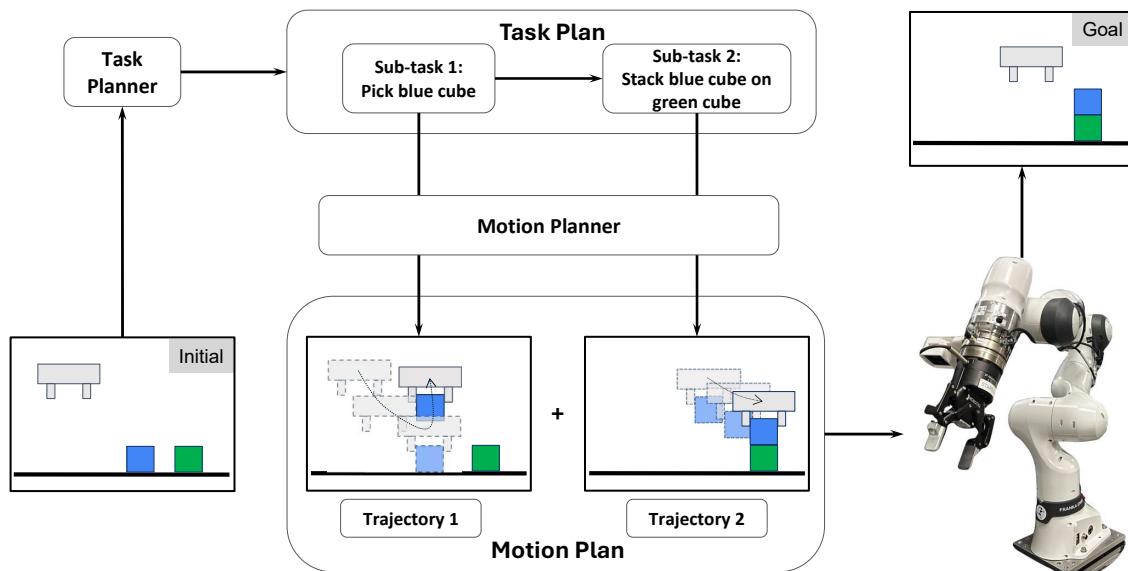 Task Plan
Goal
Task
Planner
Sub-task 1:
Pick blue cube
Sub-task 2:
Stack blue cube on
green cube
Motion Planner
Initial
+
Trajectory 1
Trajectory 2
Motion Plan